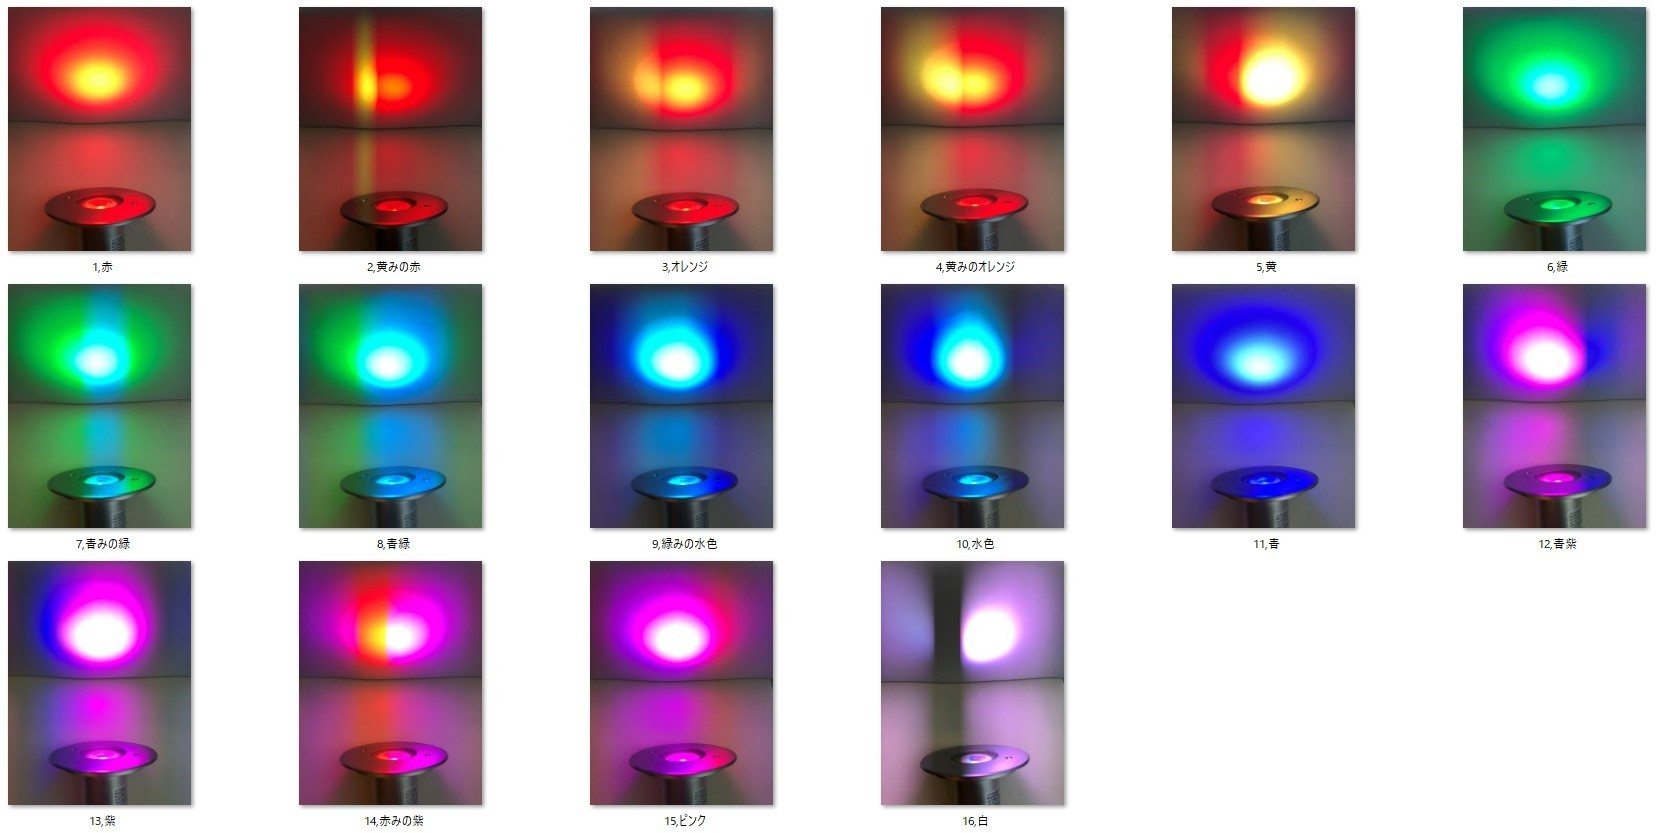 1,赤
2,黄みの赤
3,オレンジ
4,黄みのオレンジ
5,黄
6,緑
7,青みの緑
8,青緑
9,緑みの水色
10,水色
11,青
12,青紫
13,紫
14,赤みの紫
15,ピンク
16,白